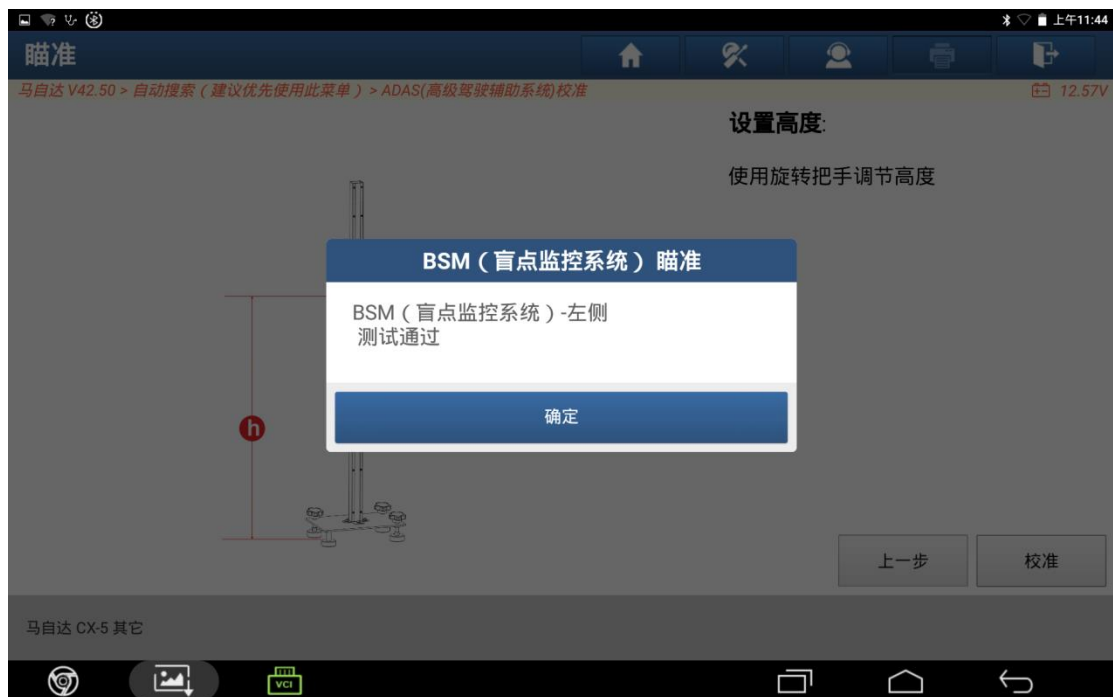 上午11:44
瞄准
马自达 V42.50 > 自动搜索（建议优先使用此菜单）> ADAS(高级驾驶辅助系统)校准
12.57V
设置高度:
使用旋转把手调节高度
BSM（盲点监控系统） 瞄准
BSM（盲点监控系统）-左侧
测试通过
确定
h
上一步
校准
马自达 CX-5 其它
VCI